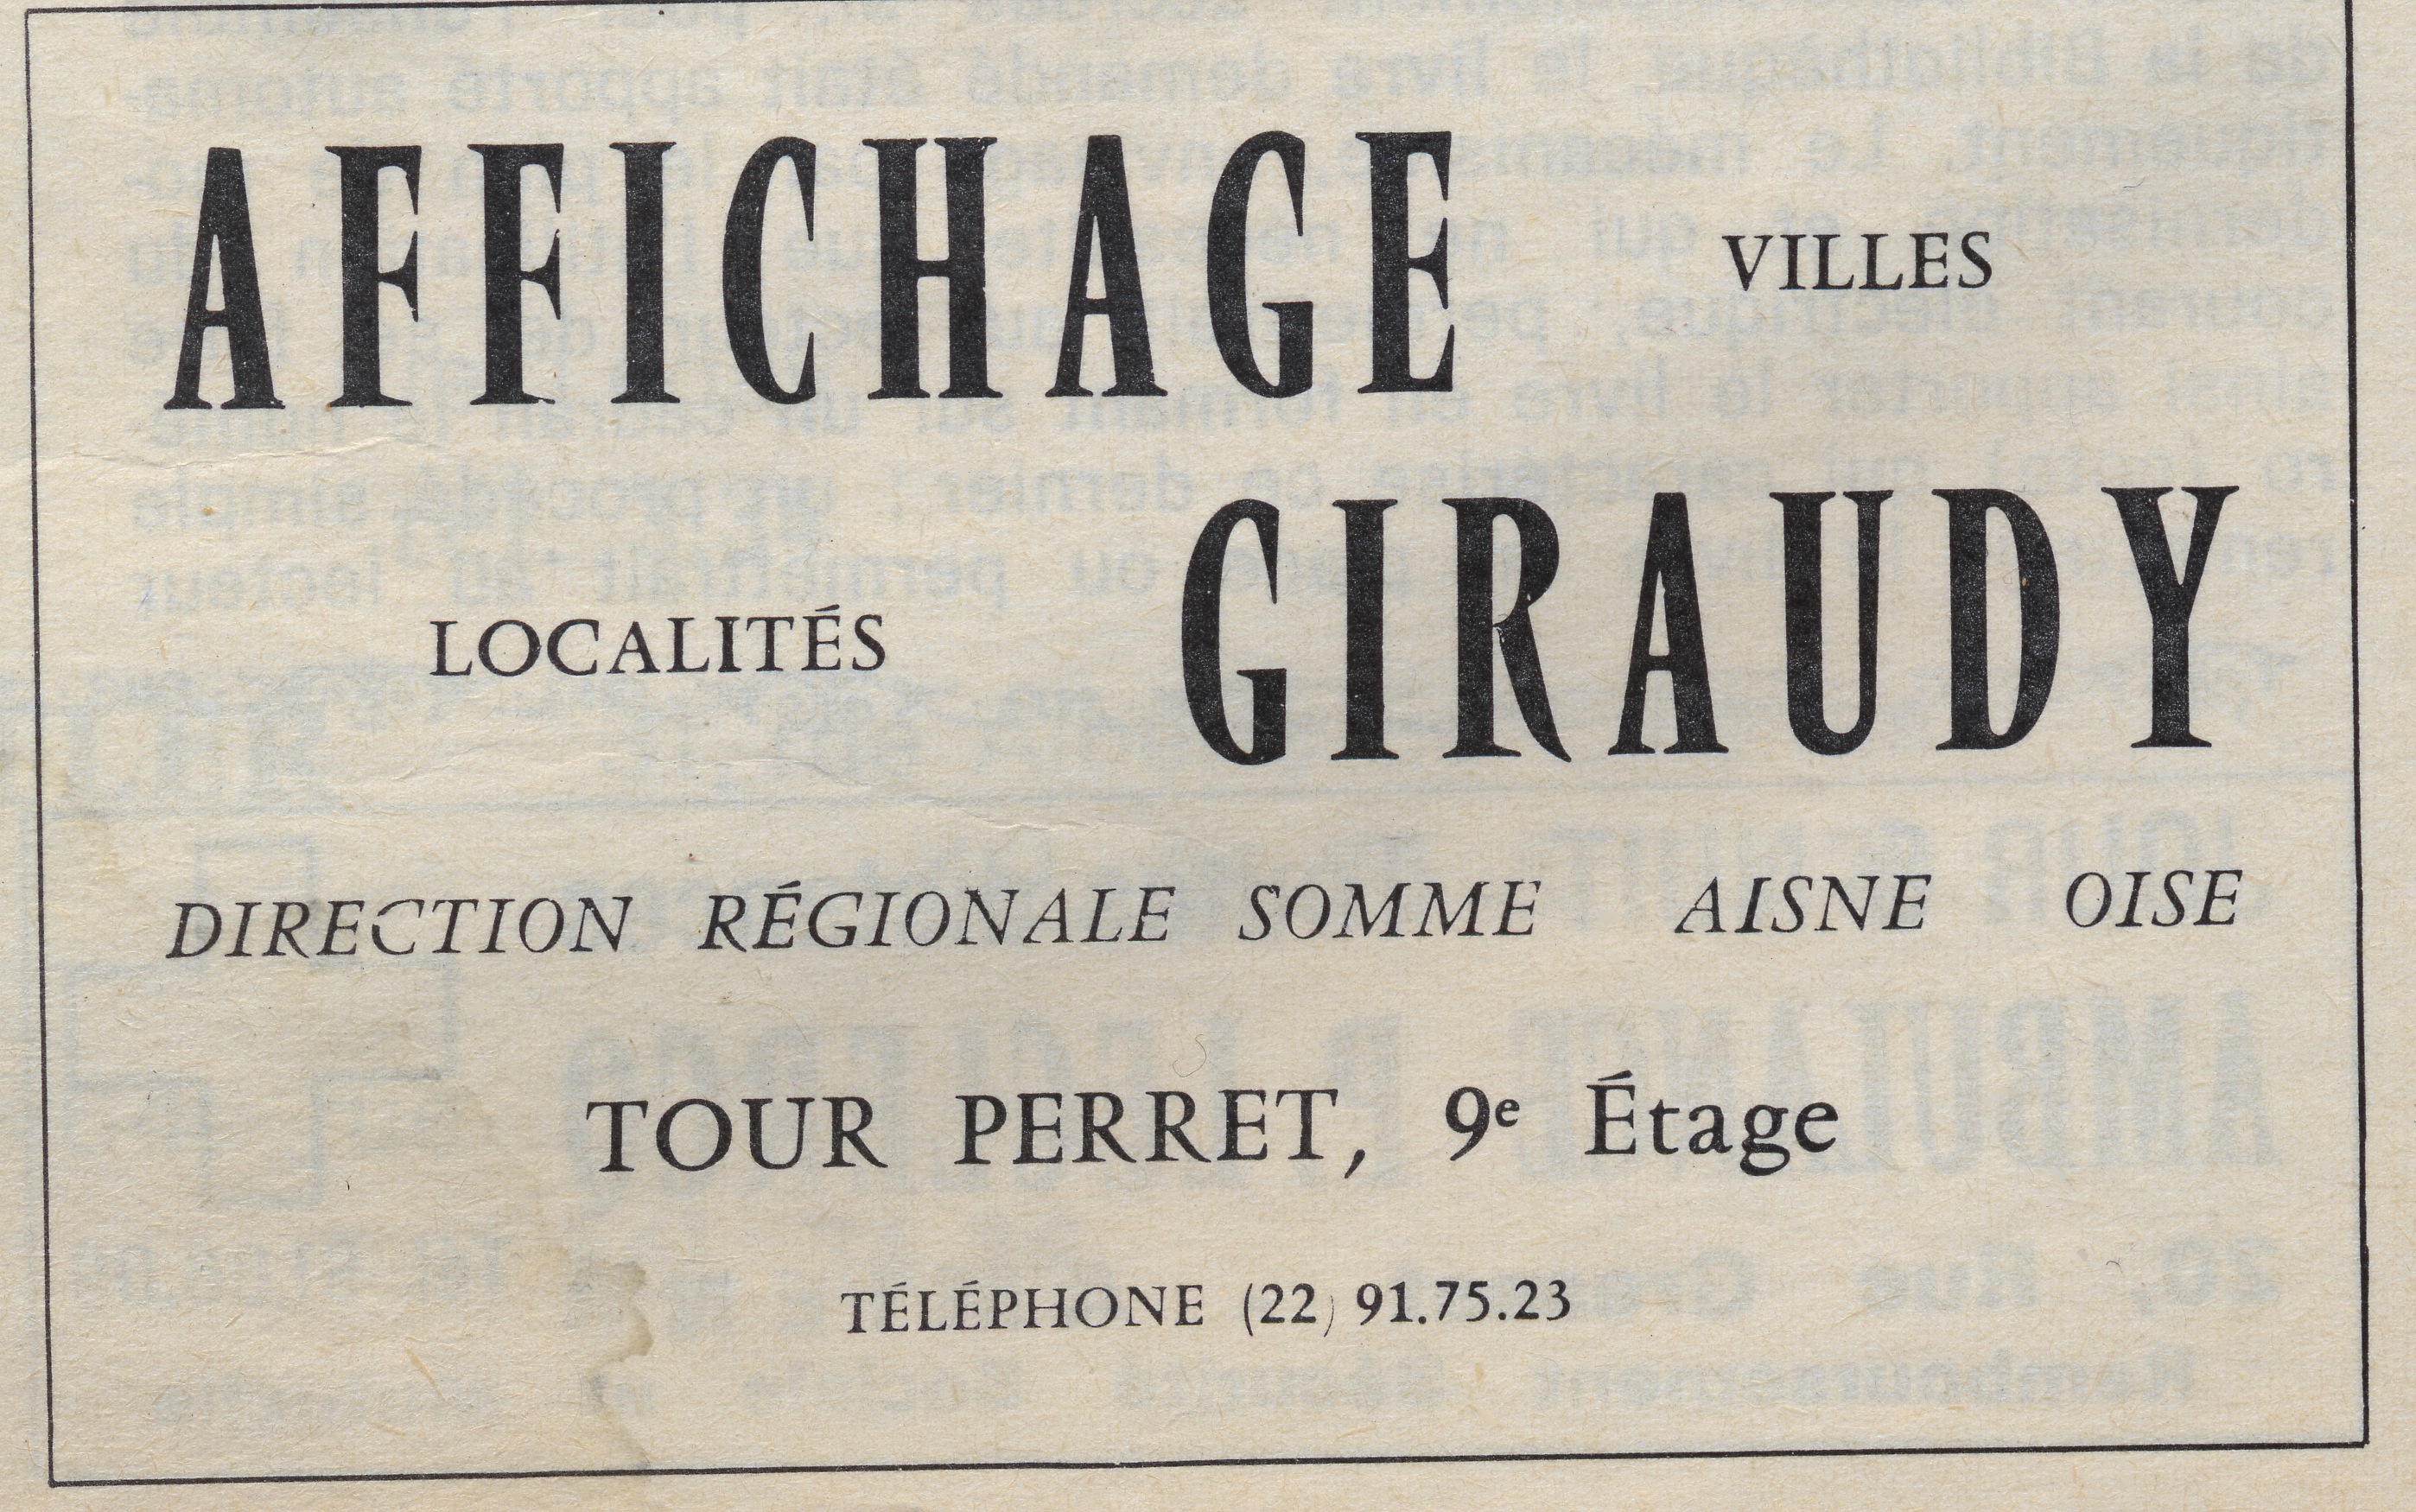 AFFICHAGE VILLES
LOCALITÉS GIRAUDY
DIRECTION RÉGIONALE SOMME AISNE OISE
TOUR PERRET, 9e Étage
TÉLÉPHONE (22) 91.75.23